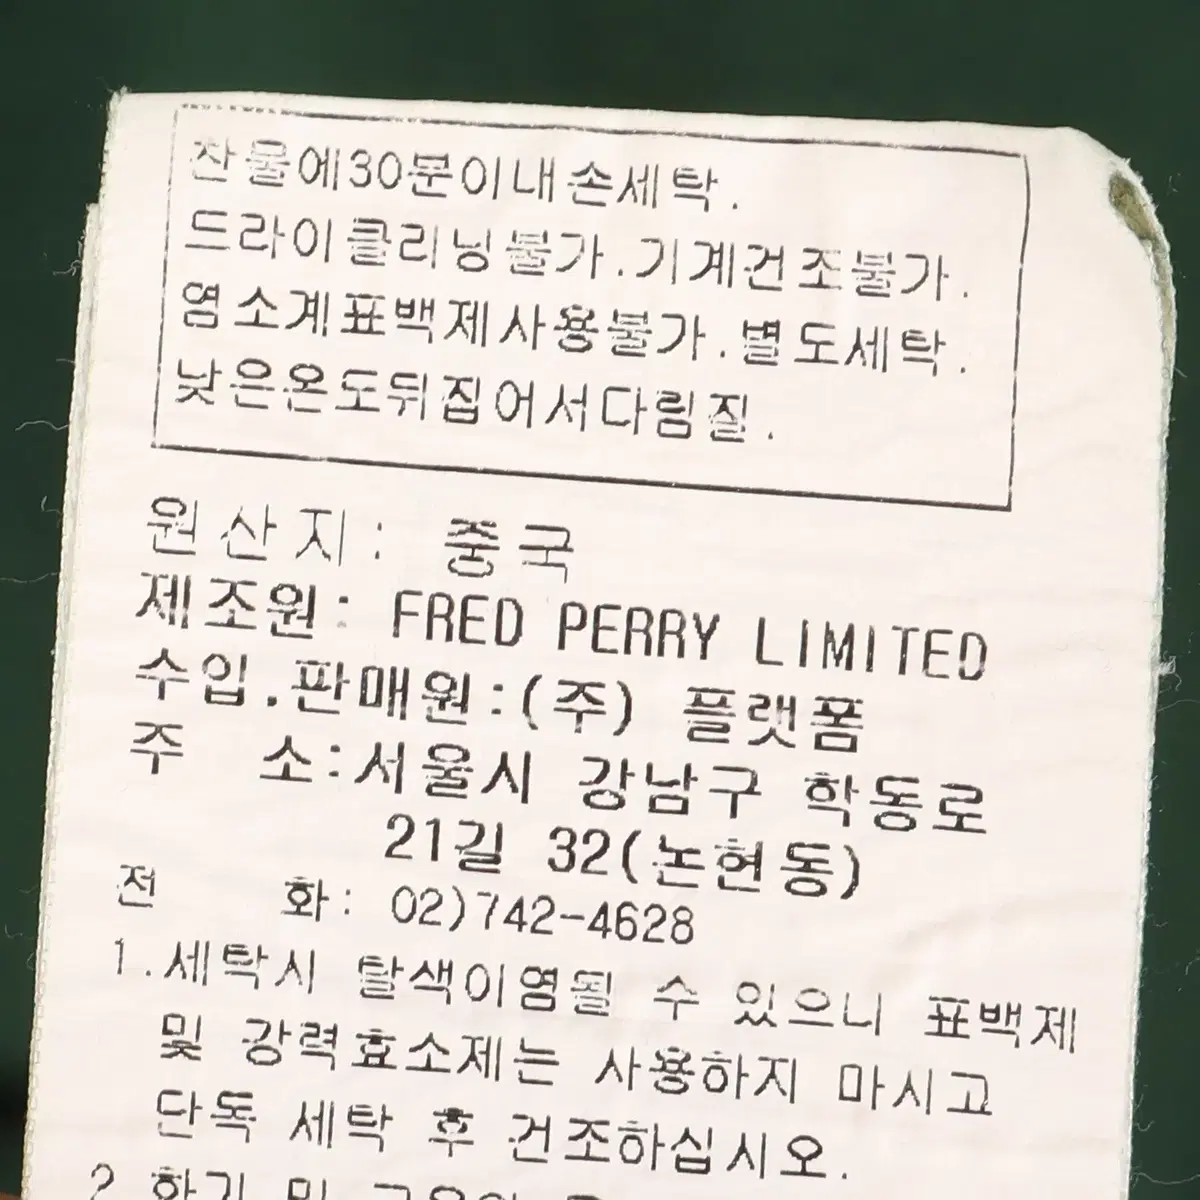 찬물에30분이내손세탁.
드라이클리닝불가.기계건조불가.
염소계표백제사용불가.별도세탁.
낮은온도뒤집어서다림질.
원산지: 중국
제조원: FRED PERRY LIMITED
수입.판매원:(주) 플랫폼
주 소:서울시 강남구 학동로
21길 32(논현동)
전 화: 02)742-4628
1.세탁시 탈색이염될 수 있으니 표백제
및 강력효소제는 사용하지 마시고
단독 세탁 후 건조하십시오.
2 및